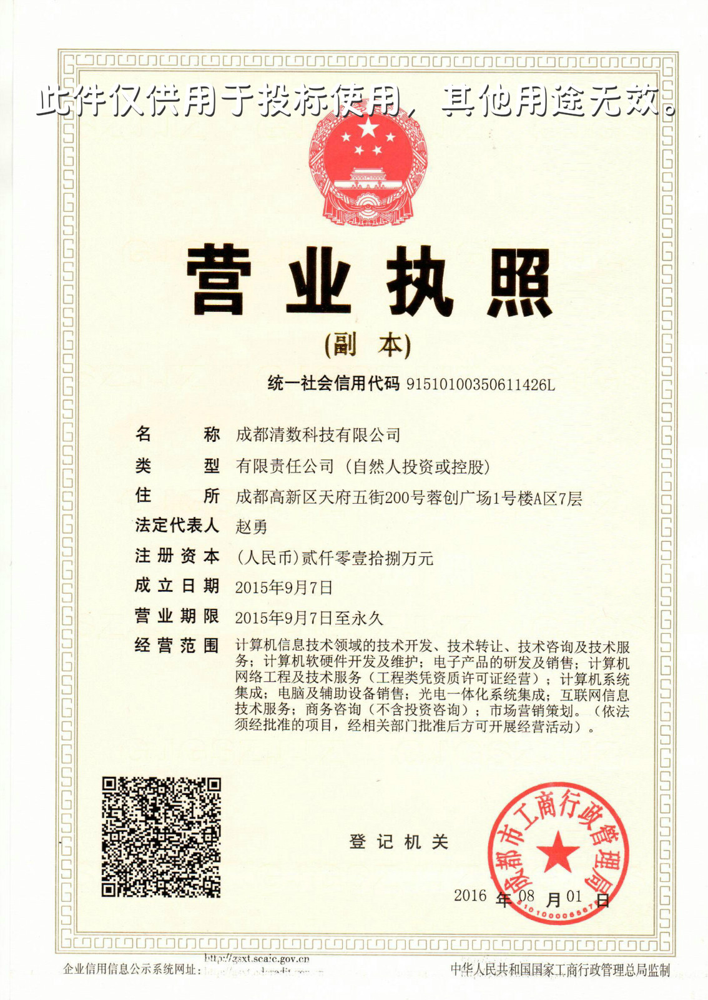 此件仅供用于投标使用，其他用途无效。
营业执照
(副 本)
统一社会信用代码 91510100350611426L
名 称 成都清数科技有限公司
类 型 有限责任公司（自然人投资或控股）
住 所 成都高新区天府五街200号蓉创广场1号楼A区7层
法定代表人 赵勇
注册资本 (人民币)贰仟零壹拾捌万元
成立日期 2015年9月7日
营业期限 2015年9月7日至永久
经营范围 计算机信息技术领域的技术开发、技术转让、技术咨询及技术服
务；计算机软硬件开发及维护；电子产品的研发及销售；计算机
网络工程及技术服务（工程类凭资质许可证经营）；计算机系统
集成；电脑及辅助设备销售；光电一体化系统集成；互联网信息
技术服务；商务咨询（不含投资咨询）；市场营销策划。（依法
须经批准的项目，经相关部门批准后方可开展经营活动）。
登记机关
成都市工商行政管理局
2016 年 08 月 01 日
http://gsxt.scaic.gov.cn
企业信用信息公示系统网址：
中华人民共和国国家工商行政管理总局监制